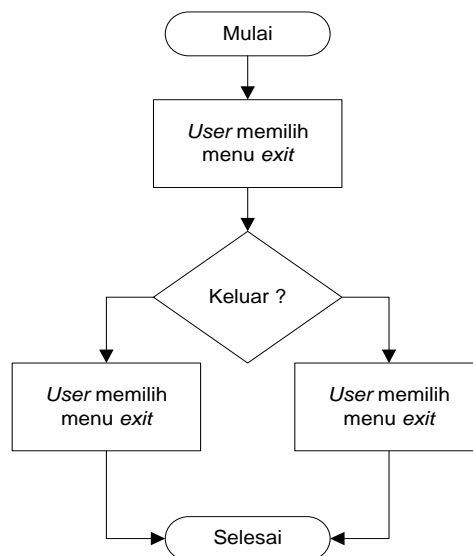 Mulai
User memilih
menu exit
Keluar ?
User memilih
menu exit
User memilih
menu exit
Selesai